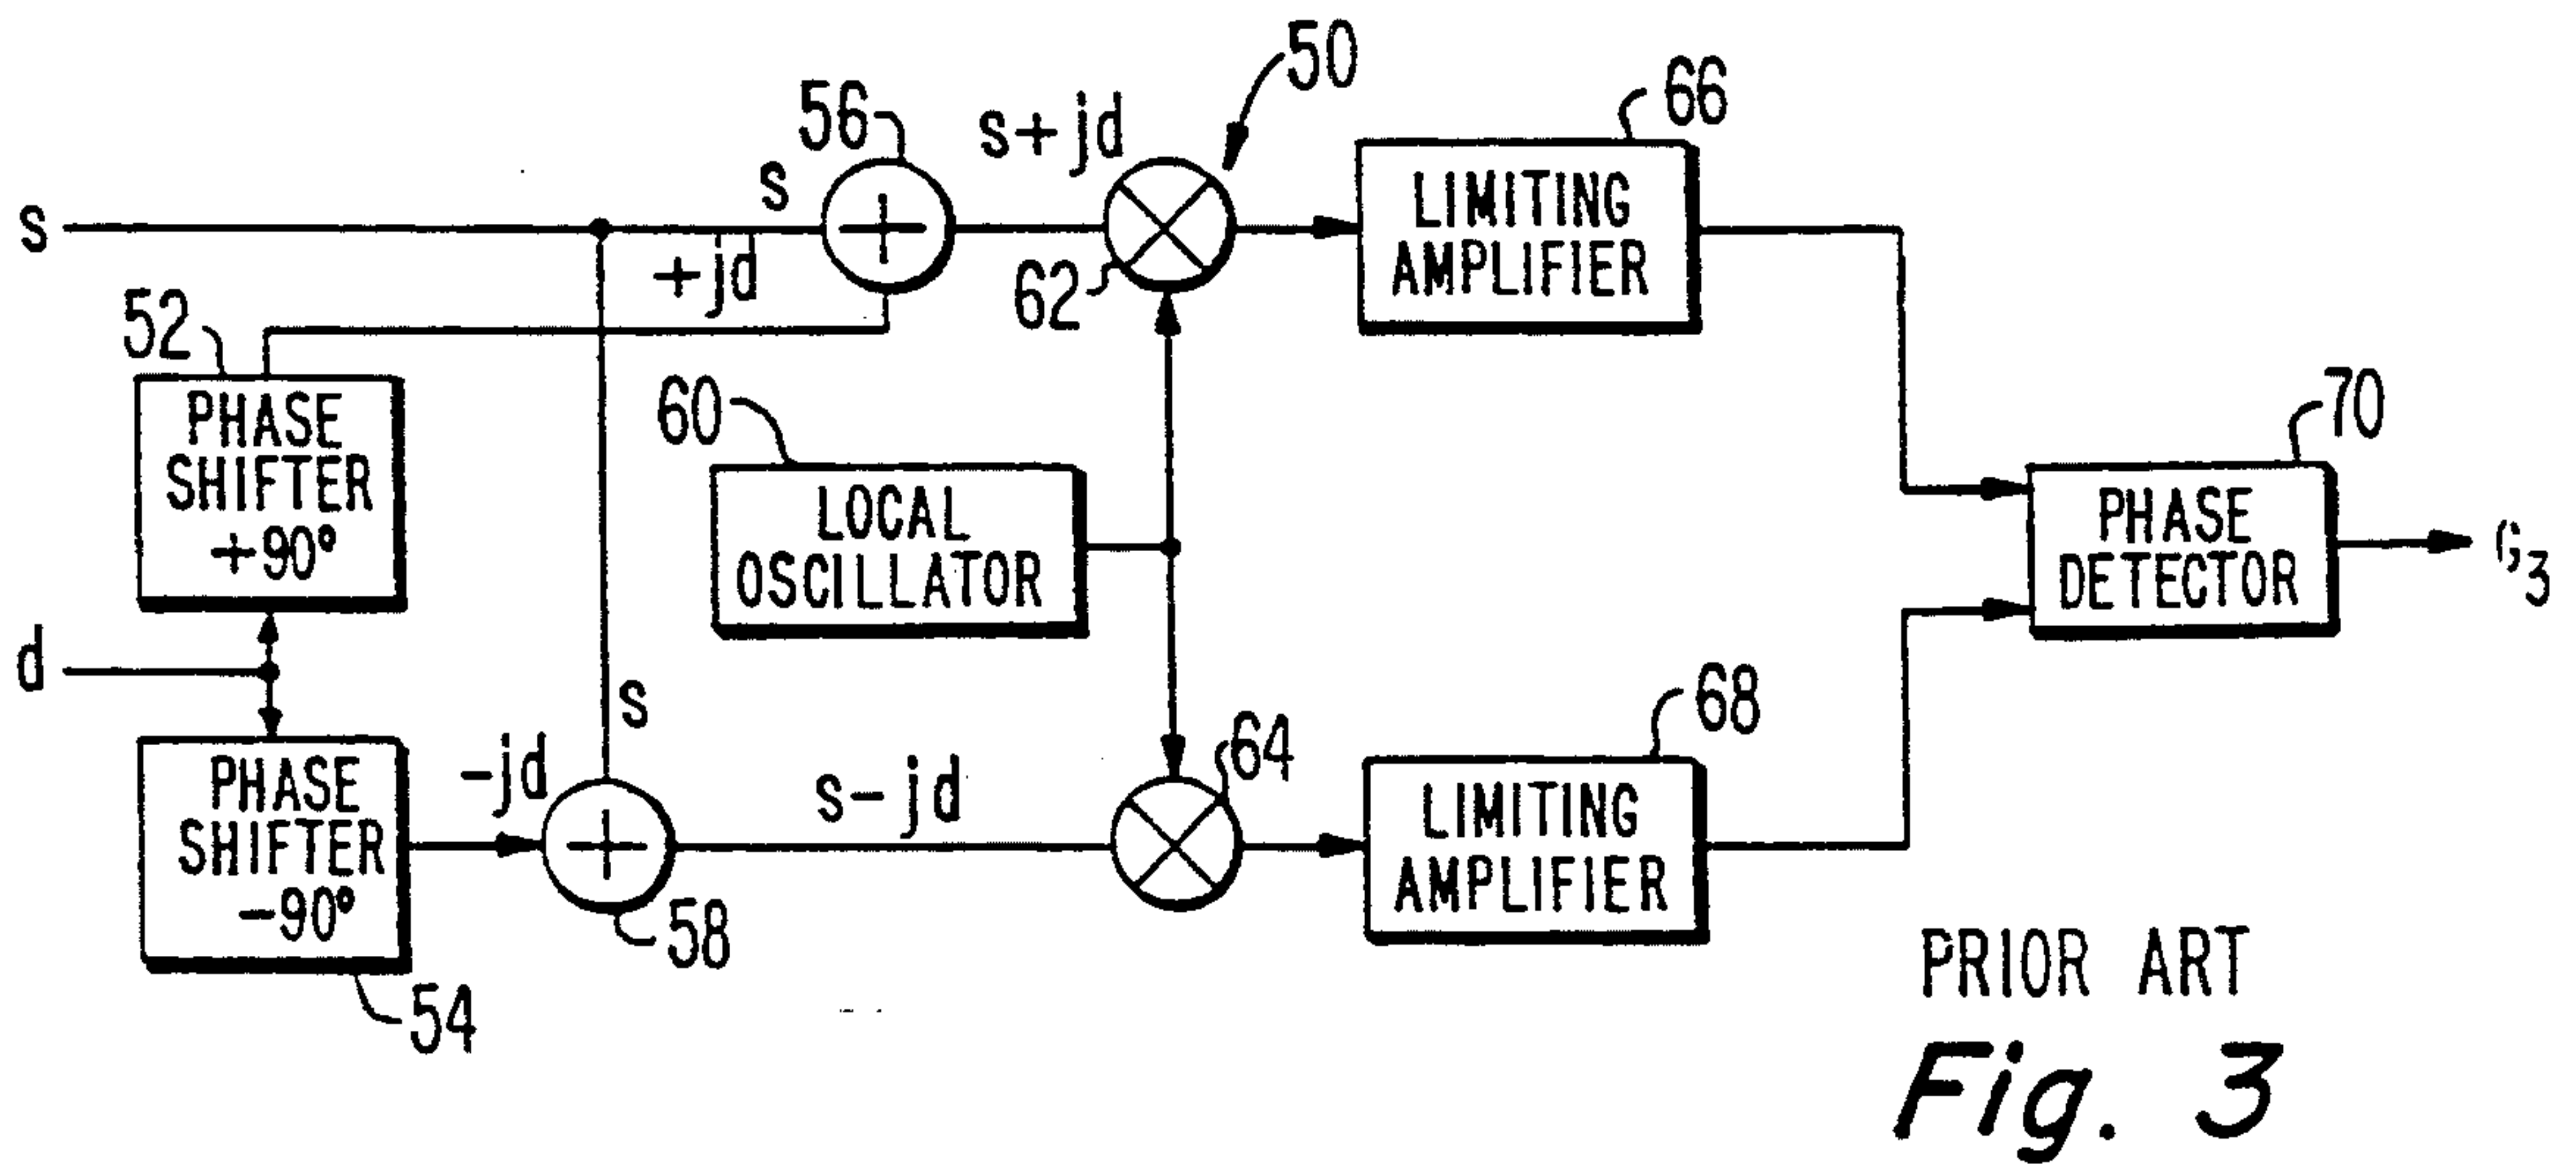 50
56
s+jd
66
s
s
+jd
LIMITING
AMPLIFIER
62
52
PHASE
SHIFTER
+90°
60
LOCAL
OSCILLATOR
70
PHASE
DETECTOR
d
s
PHASE
SHIFTER
-90°
-jd
s-jd
64
68
LIMITING
AMPLIFIER
58
54
PRIOR ART
Fig. 3